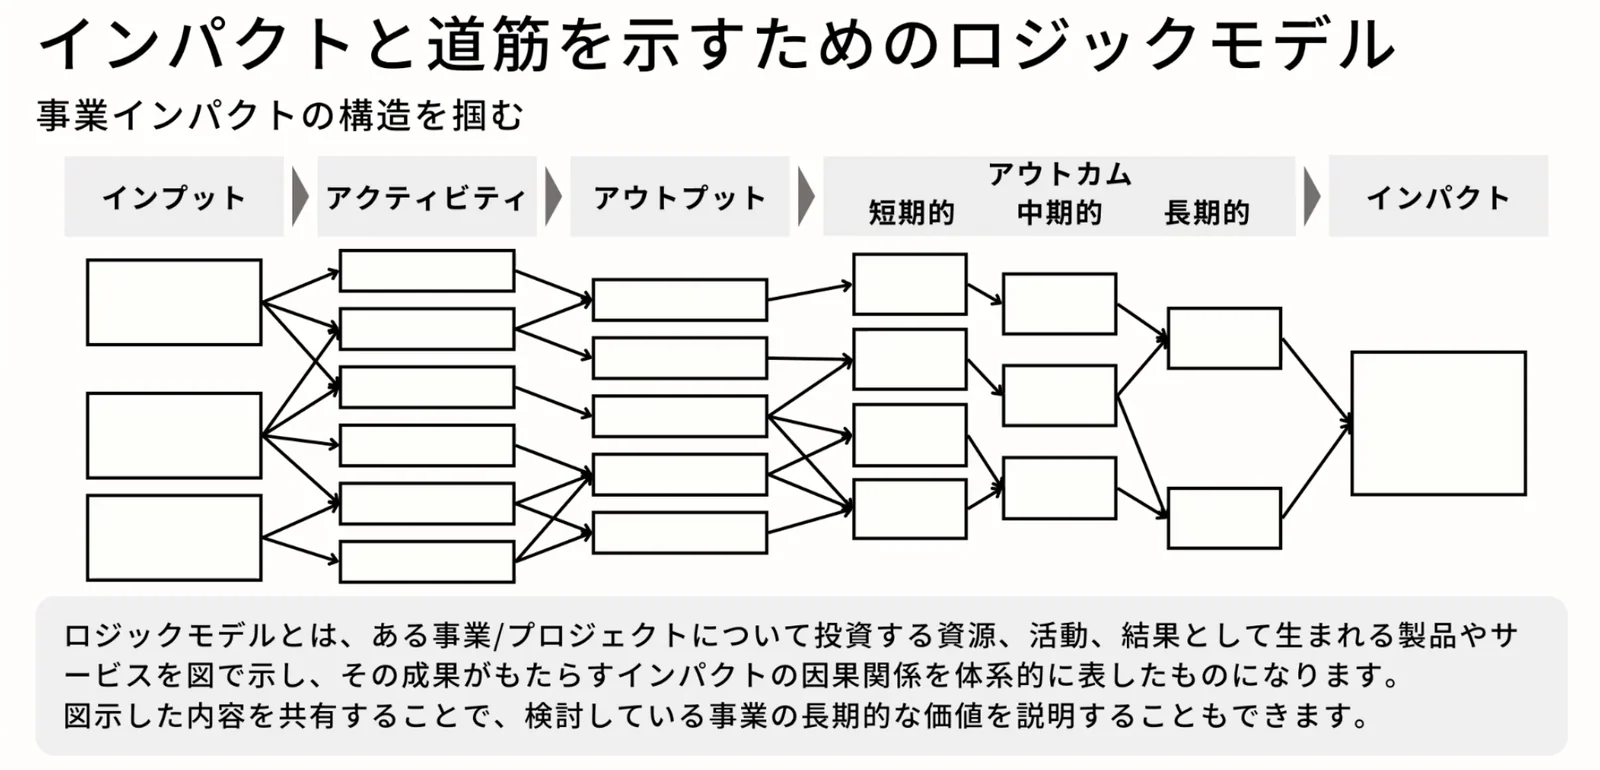 インパクトと道筋を示すためのロジックモデル
事業インパクトの構造を掴む
インプット
アクティビティ
アウトプット
アウトカム
短期的 中期的 長期的
インパクト
ロジックモデルとは、ある事業/プロジェクトについて投資する資源、活動、結果として生まれる製品やサ
ービスを図で示し、その成果がもたらすインパクトの因果関係を体系的に表したものになります。
図示した内容を共有することで、検討している事業の長期的な価値を説明することもできます。